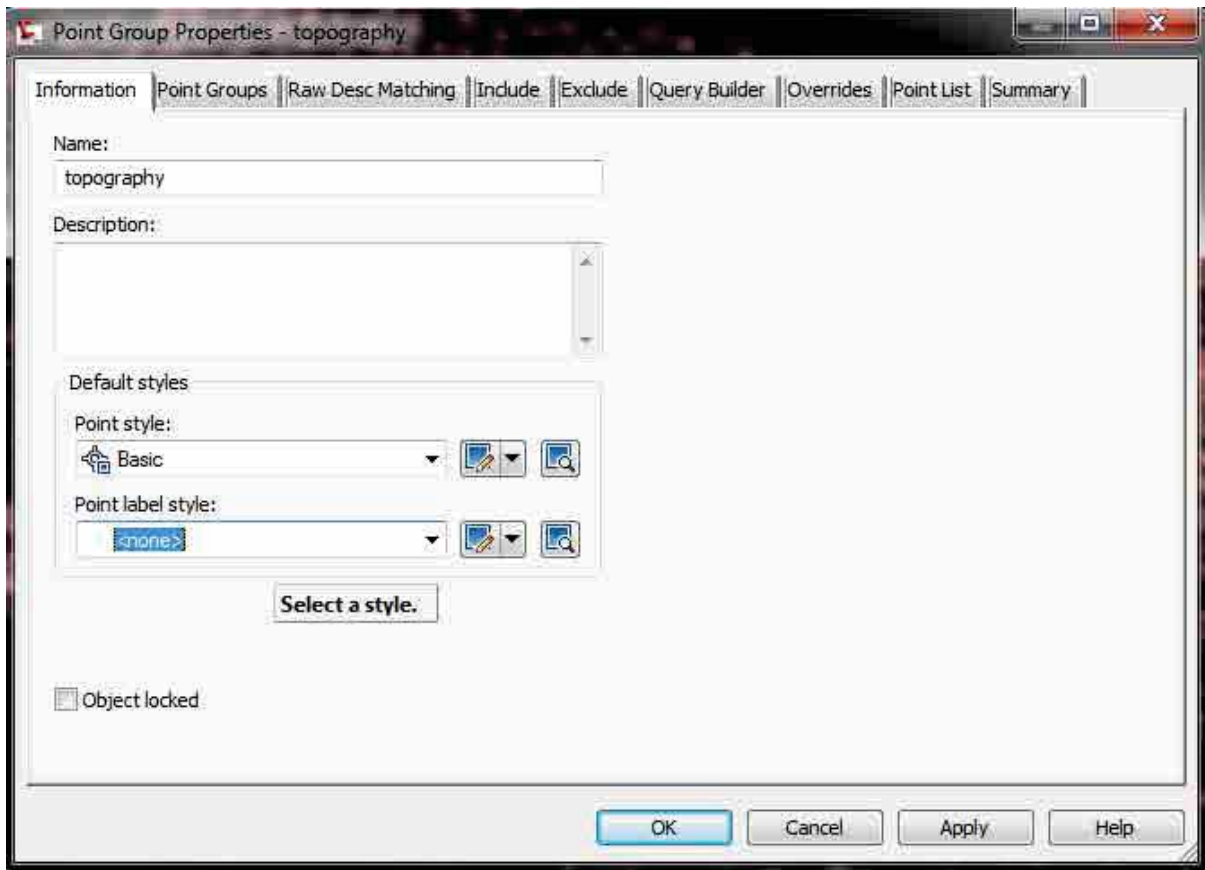 Point Group Properties - topography
Information Point Groups Raw Desc Matching Include Exclude Query Builder Overrides Point List Summary
Name:
topography
Description:
Default styles
Point style:
Basic
Point label style:
<none>
Select a style.
Object locked
OK Cancel Apply Help